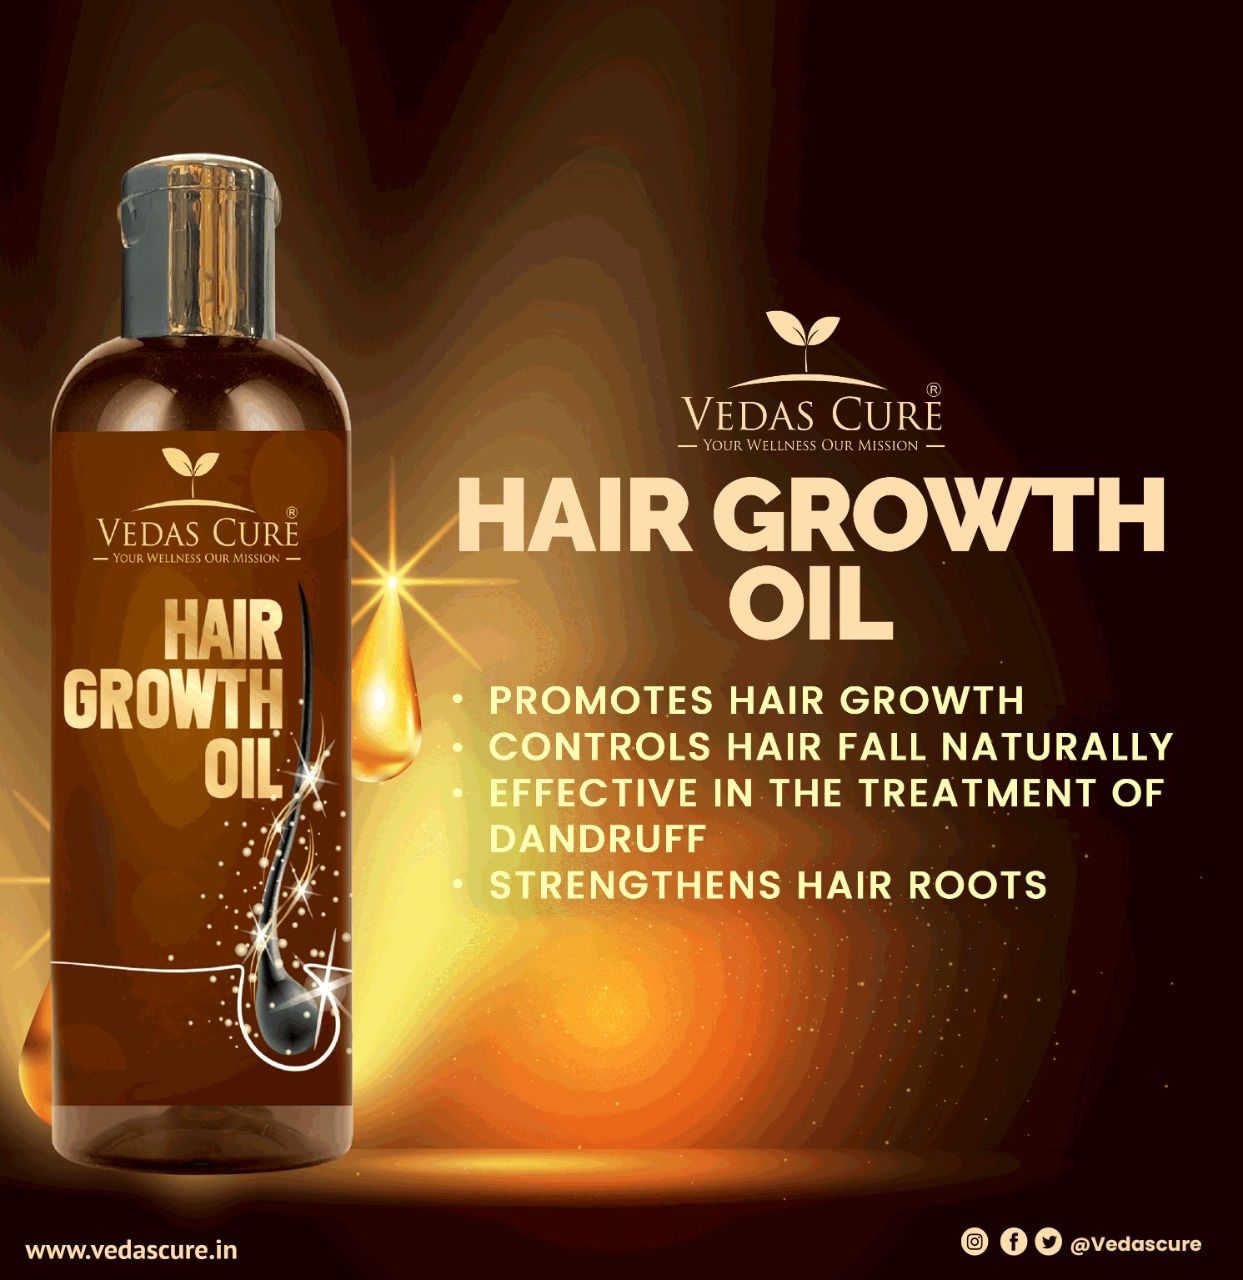 VEDAS CURE®
YOUR WELLNESS OUR MISSION
HAIR
GROWTH
OIL
VEDAS CURE®
YOUR WELLNESS OUR MISSION
HAIR GROWTH
OIL
• PROMOTES HAIR GROWTH
• CONTROLS HAIR FALL NATURALLY
• EFFECTIVE IN THE TREATMENT OF
DANDRUFF
• STRENGTHENS HAIR ROOTS
www.vedascure.in
@Vedascure